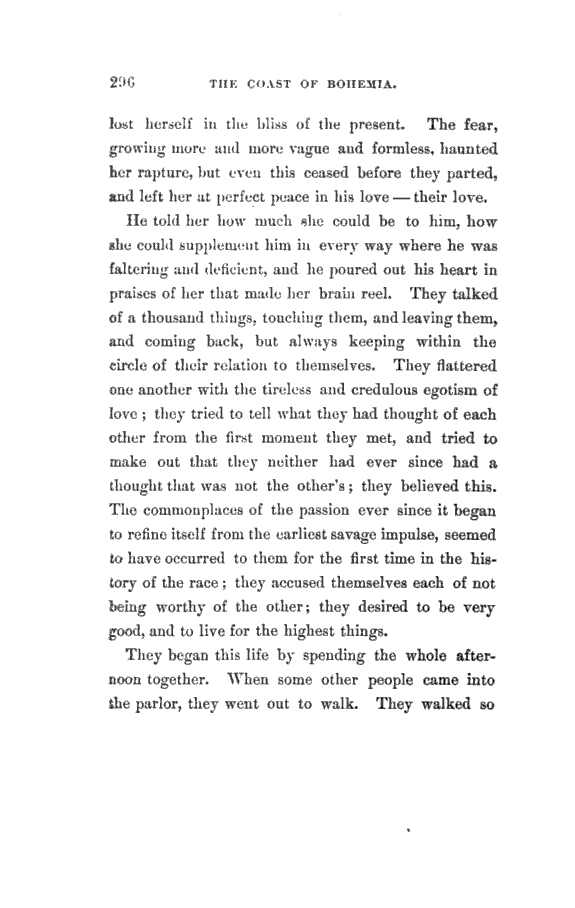 296 THE COAST OF BOHEMIA.
lost herself in the bliss of the present. The fear,
growing more and more vague and formless, haunted
her rapture, but even this ceased before they parted,
and left her at perfect peace in his love — their love.
He told her how much she could be to him, how
she could supplement him in every way where he was
faltering and deficient, and he poured out his heart in
praises of her that made her brain reel. They talked
of a thousand things, touching them, and leaving them,
and coming back, but always keeping within the
circle of their relation to themselves. They flattered
one another with the tireless and credulous egotism of
love ; they tried to tell what they had thought of each
other from the first moment they met, and tried to
make out that they neither had ever since had a
thought that was not the other's ; they believed this.
The commonplaces of the passion ever since it began
to refine itself from the earliest savage impulse, seemed
to have occurred to them for the first time in the his-
tory of the race ; they accused themselves each of not
being worthy of the other; they desired to be very
good, and to live for the highest things.
They began this life by spending the whole after-
noon together. When some other people came into
the parlor, they went out to walk. They walked so